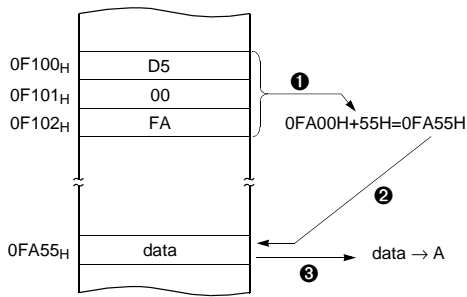 0F100H D5
❶
0F101H 00
0F102H FA
0FA00H+55H=0FA55H
❷
0FA55H data
data → A
❸